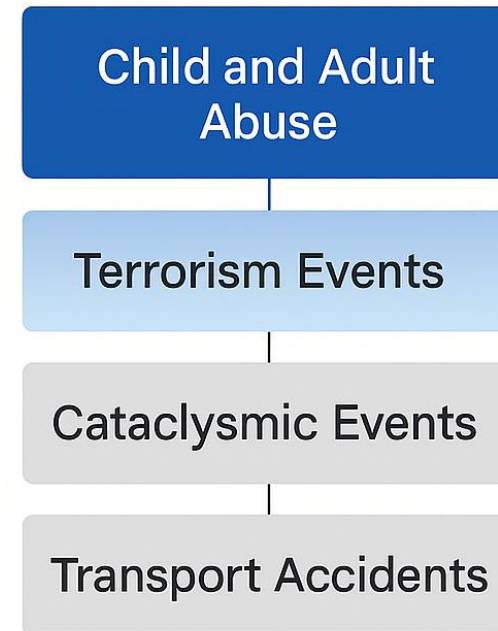 Child and Adult
Abuse
Terrorism Events
Cataclysmic Events
Transport Accidents